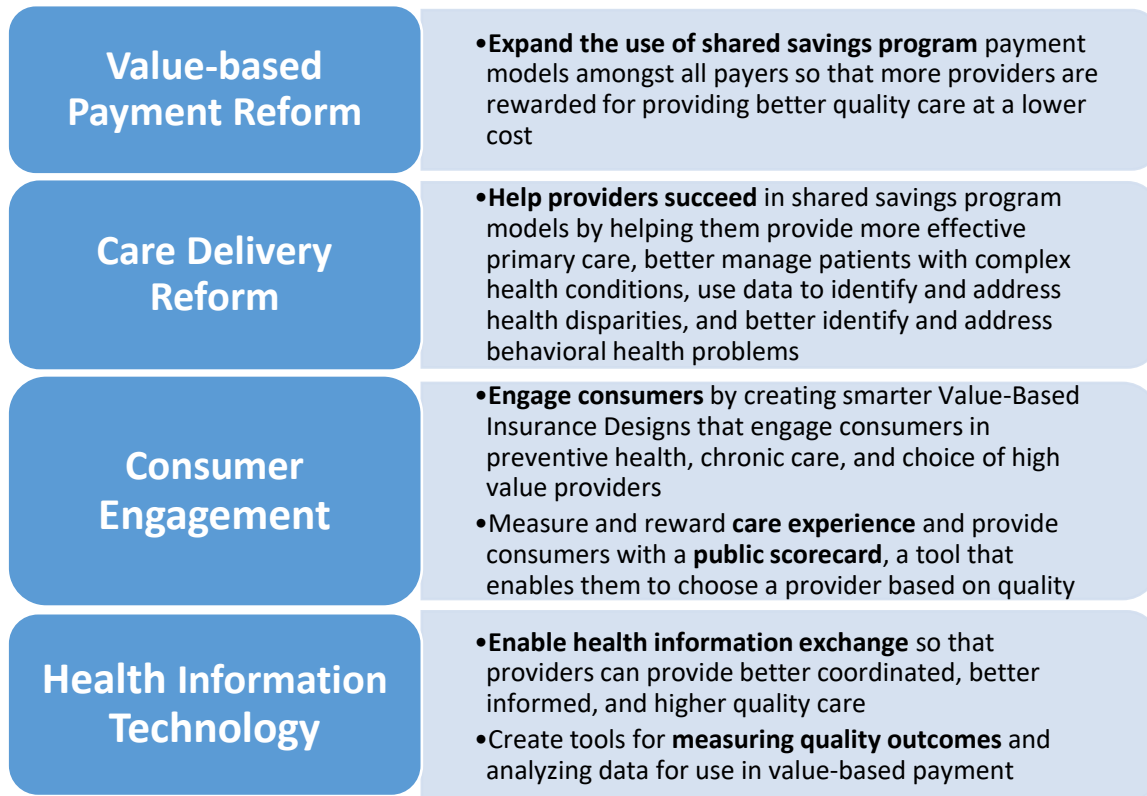 Value-based
Payment Reform
•Expand the use of shared savings program payment
models amongst all payers so that more providers are
rewarded for providing better quality care at a lower
cost
Care Delivery
Reform
•Help providers succeed in shared savings program
models by helping them provide more effective
primary care, better manage patients with complex
health conditions, use data to identify and address
health disparities, and better identify and address
behavioral health problems
Consumer
Engagement
•Engage consumers by creating smarter Value-Based
Insurance Designs that engage consumers in
preventive health, chronic care, and choice of high
value providers
•Measure and reward care experience and provide
consumers with a public scorecard, a tool that
enables them to choose a provider based on quality
Health Information
Technology
•Enable health information exchange so that
providers can provide better coordinated, better
informed, and higher quality care
•Create tools for measuring quality outcomes and
analyzing data for use in value-based payment